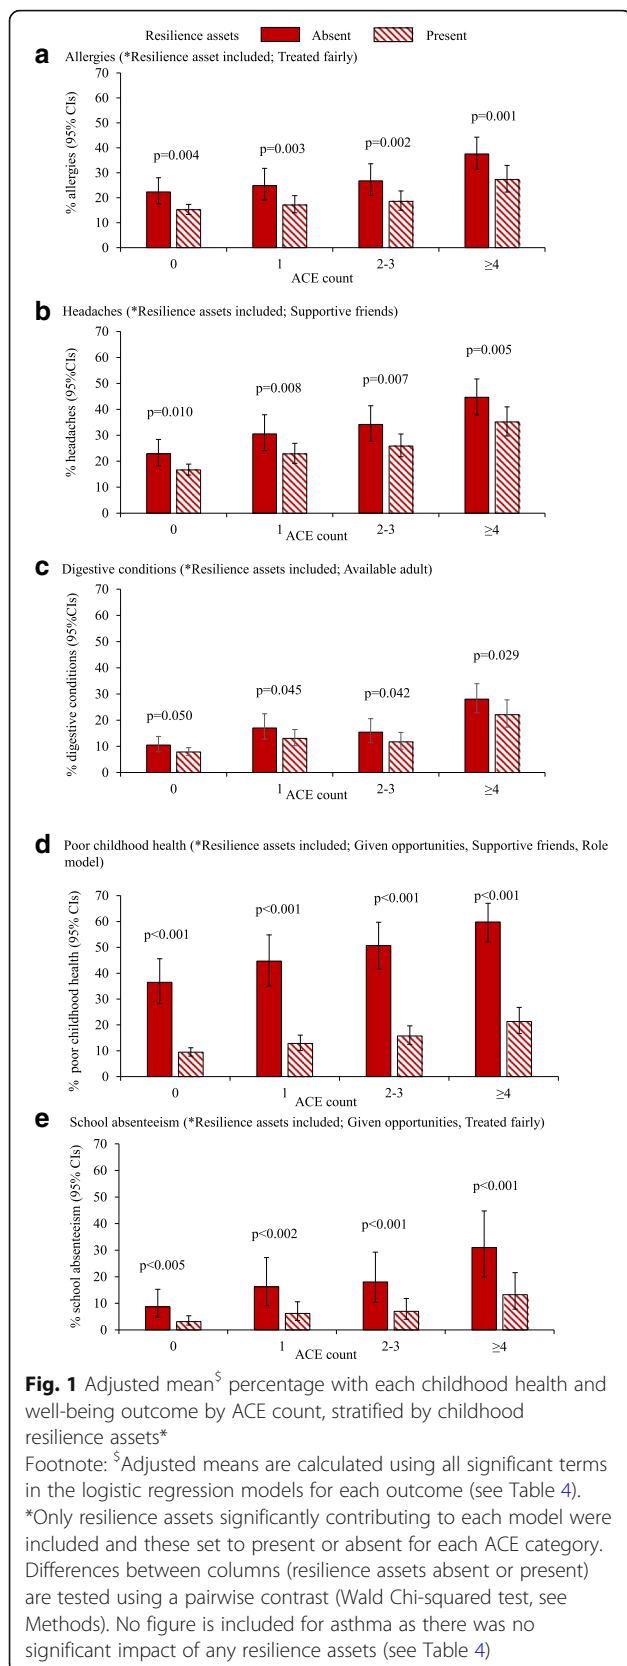 Resilience assets Absent Present
a Allergies (*Resilience asset included; Treated fairly)
% allergies (95% CIs)
70
60
50
40
30
20
10
0
p=0.004 p=0.003 p=0.002 p=0.001
0 1 2-3 ≥4
ACE count
b Headaches (*Resilience assets included; Supportive friends)
% headaches (95%CIs)
70
60
50
40
30
20
10
0
p=0.010 p=0.008 p=0.007 p=0.005
0 1 2-3 ≥4
ACE count
c Digestive conditions (*Resilience assets included; Available adult)
% digestive conditions (95%CIs)
70
60
50
40
30
20
10
0
p=0.050 p=0.045 p=0.042 p=0.029
0 1 2-3 ≥4
ACE count
d Poor childhood health (*Resilience assets included; Given opportunities, Supportive friends, Role
model)
% poor childhood health (95% CIs)
70
60
50
40
30
20
10
0
p<0.001 p<0.001 p<0.001 p<0.001
0 1 2-3 ≥4
ACE count
e School absenteeism (*Resilience assets included; Given opportunities, Treated fairly)
% school absenteeism (95% CIs)
70
60
50
40
30
20
10
0
p<0.005 p<0.002 p<0.001 p<0.001
0 1 2-3 ≥4
ACE count
Fig. 1 Adjusted mean$ percentage with each childhood health and
well-being outcome by ACE count, stratified by childhood
resilience assets*
Footnote: $Adjusted means are calculated using all significant terms
in the logistic regression models for each outcome (see Table 4).
*Only resilience assets significantly contributing to each model were
included and these set to present or absent for each ACE category.
Differences between columns (resilience assets absent or present)
are tested using a pairwise contrast (Wald Chi-squared test, see
Methods). No figure is included for asthma as there was no
significant impact of any resilience assets (see Table 4)